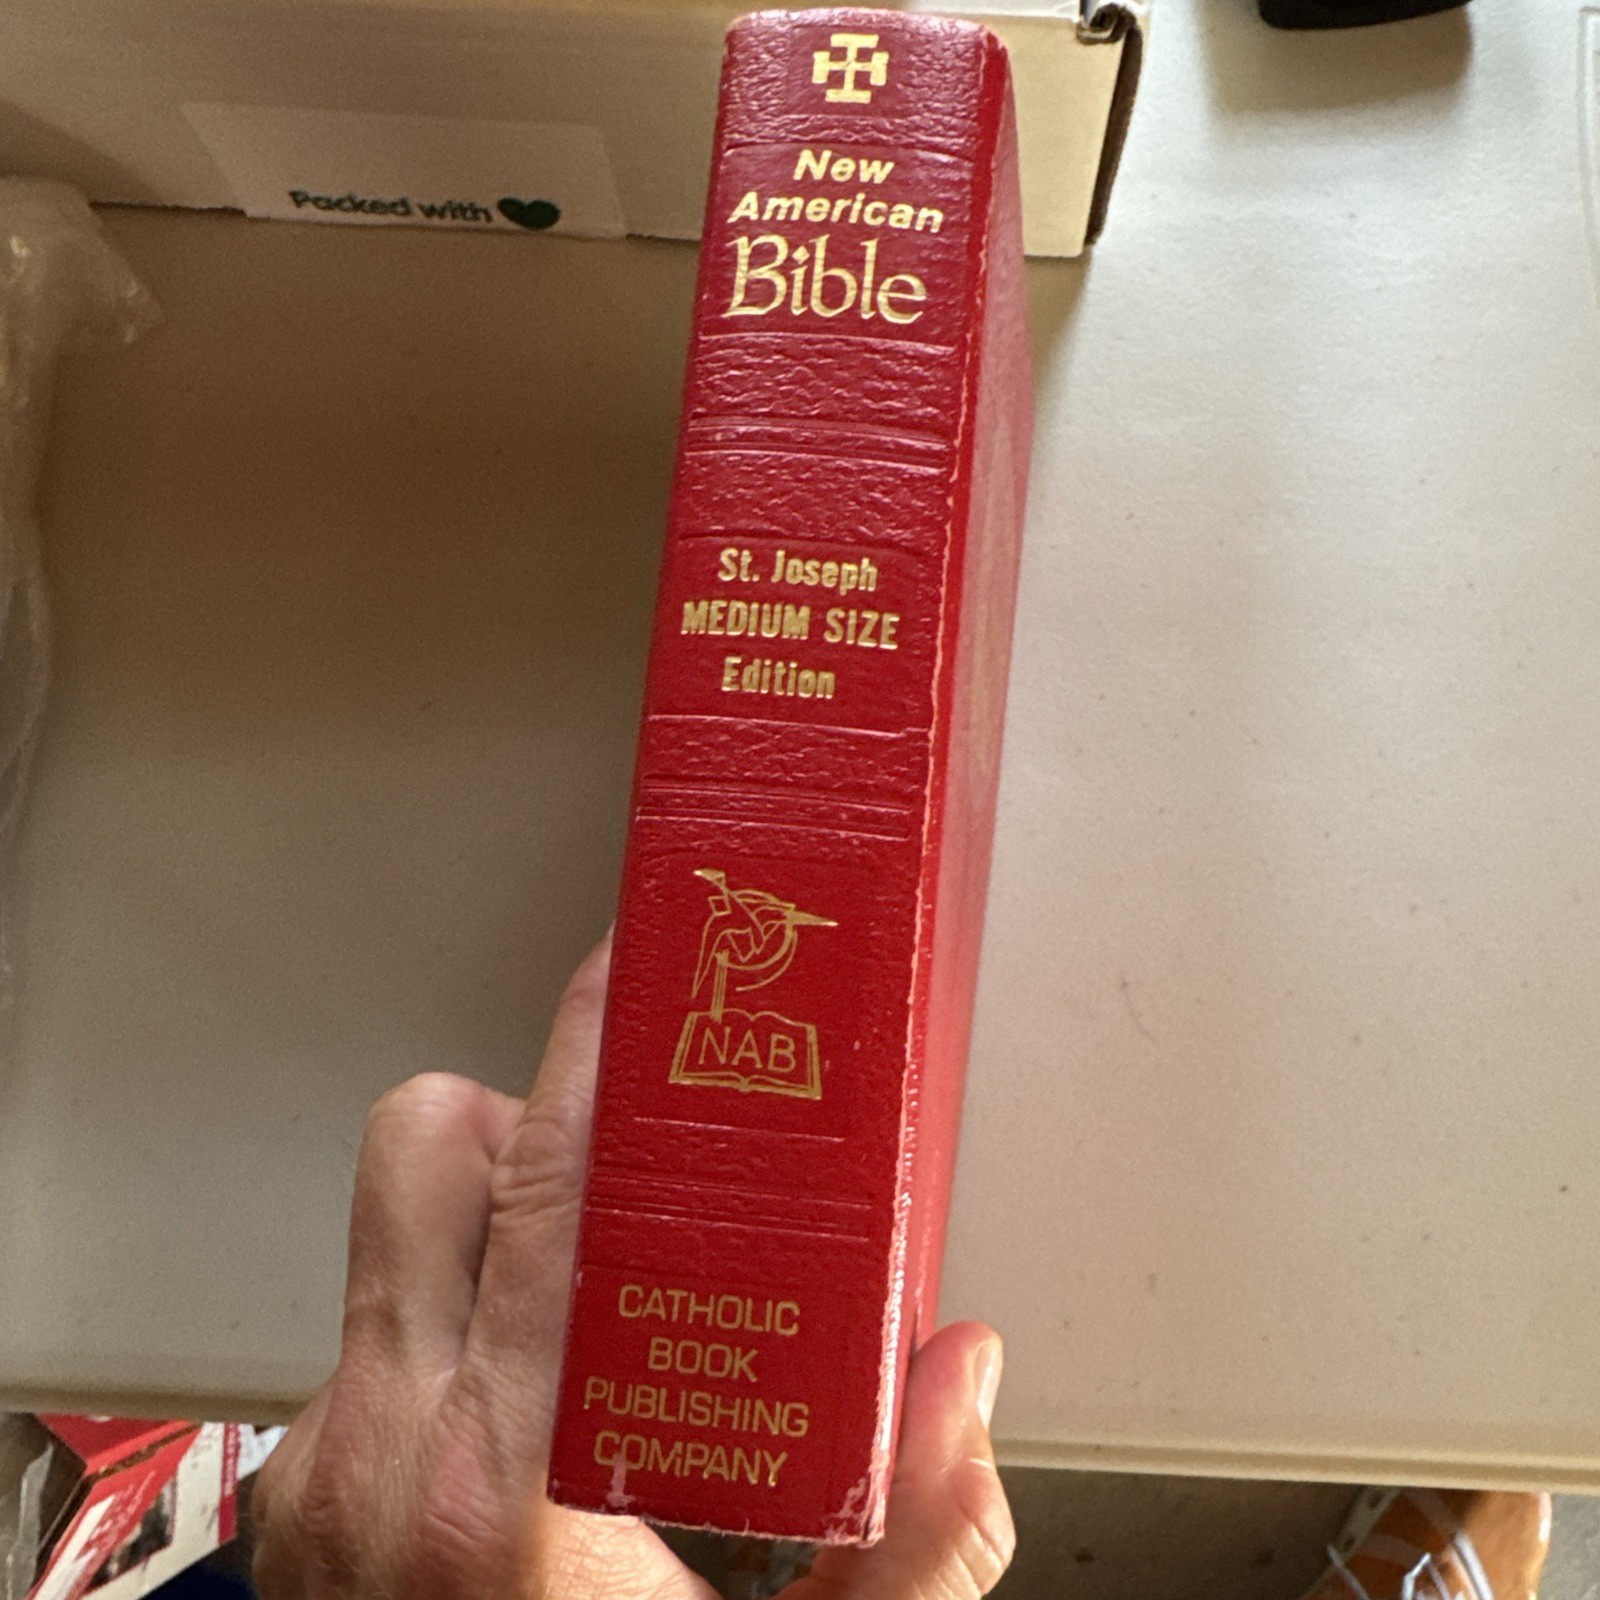 Packed with
New
American
Bible
St. Joseph
MEDIUM SIZE
Edition
NAB
CATHOLIC
BOOK
PUBLISHING
COMPANY